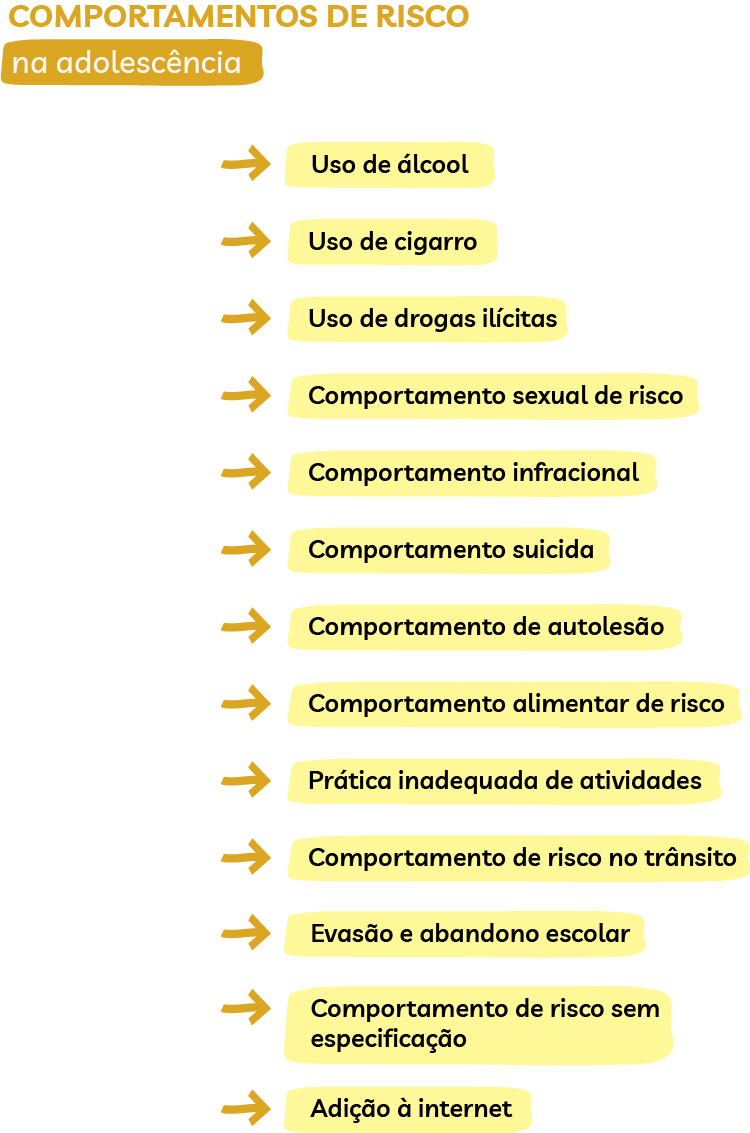 COMPORTAMENTOS DE RISCO
na adolescência
Uso de álcool
Uso de cigarro
Uso de drogas ilícitas
Comportamento sexual de risco
Comportamento infracional
Comportamento suicida
Comportamento de autolesão
Comportamento alimentar de risco
Prática inadequada de atividades
Comportamento de risco no trânsito
Evasão e abandono escolar
Comportamento de risco sem
especificação
Adição à internet